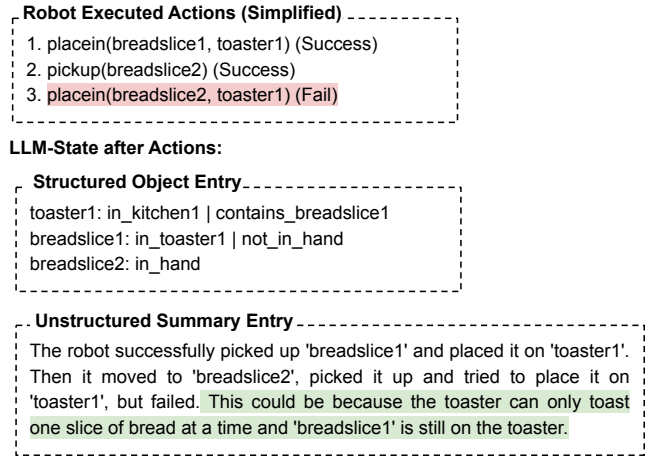 Robot Executed Actions (Simplified)
1. placein(breadslice1, toaster1) (Success)
2. pickup(breadslice2) (Success)
3. placein(breadslice2, toaster1) (Fail)
LLM-State after Actions:
Structured Object Entry
toaster1: in_kitchen1 | contains_breadslice1
breadslice1: in_toaster1 | not_in_hand
breadslice2: in_hand
Unstructured Summary Entry
The robot successfully picked up 'breadslice1' and placed it on 'toaster1'.
Then it moved to 'breadslice2', picked it up and tried to place it on
'toaster1', but failed. This could be because the toaster can only toast
one slice of bread at a time and 'breadslice1' is still on the toaster.